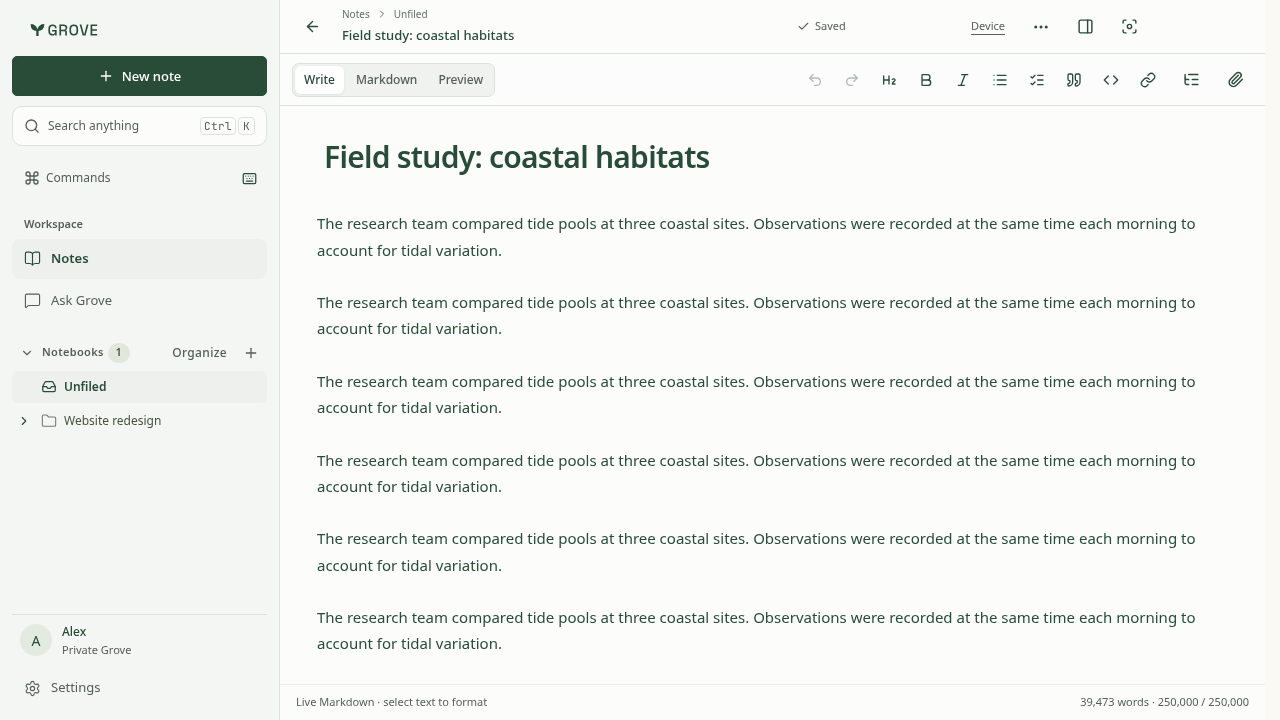 GROVE
New note
Search anything Ctrl K
Commands
Workspace
Notes
Ask Grove
Notebooks 1 Organize
Unfiled
Website redesign
A
Alex
Private Grove
Settings
Notes Unfiled
Field study: coastal habitats
Saved
Device
Write Markdown Preview
H2 B I
Field study: coastal habitats
The research team compared tide pools at three coastal sites. Observations were recorded at the same time each morning to
account for tidal variation.
The research team compared tide pools at three coastal sites. Observations were recorded at the same time each morning to
account for tidal variation.
The research team compared tide pools at three coastal sites. Observations were recorded at the same time each morning to
account for tidal variation.
The research team compared tide pools at three coastal sites. Observations were recorded at the same time each morning to
account for tidal variation.
The research team compared tide pools at three coastal sites. Observations were recorded at the same time each morning to
account for tidal variation.
The research team compared tide pools at three coastal sites. Observations were recorded at the same time each morning to
account for tidal variation.
Live Markdown · select text to format
39,473 words · 250,000 / 250,000